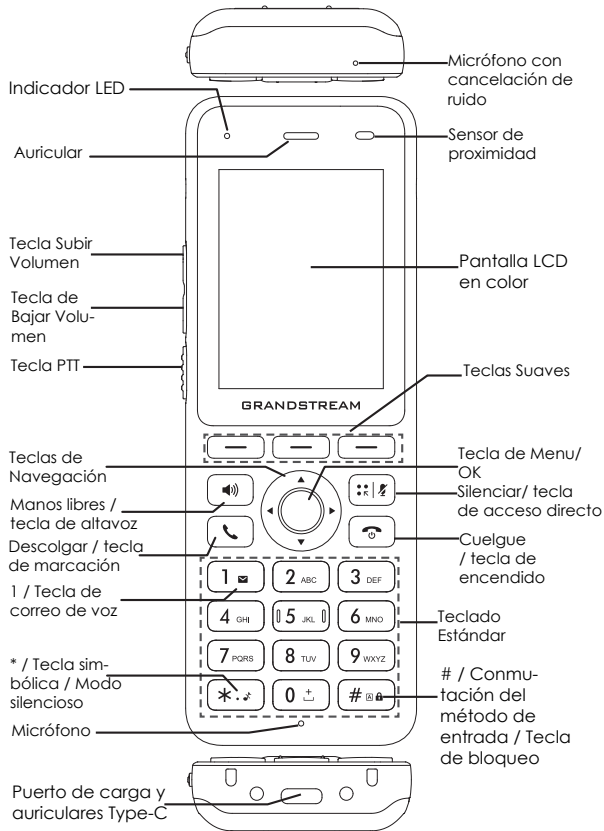 Micrófono con
cancelación de
ruido
Indicador LED
Auricular
Sensor de
proximidad
Tecla Subir
Volumen
Pantalla LCD
en color
Tecla de
Bajar Volu-
men
Tecla PTT
Teclas Suaves
GRANDSTREAM
Teclas de
Navegación
Tecla de Menu/
OK
Manos libres /
tecla de altavoz
Silenciar/ tecla
de acceso directo
Descolgar / tecla
de marcación
Cuelgue
/ tecla de
encendido
1 / Tecla de
correo de voz
1
2 ABC
3 DEF
4 GHI
5 JKL
6 MNO
Teclado
Estándar
7 PQRS
8 TUV
9 WXYZ
* / Tecla sim-
bólica / Modo
silencioso
*
0
# A
# / Conmu-
tación del
método de
entrada / Tecla
de bloqueo
Micrófono
Puerto de carga y
auriculares Type-C